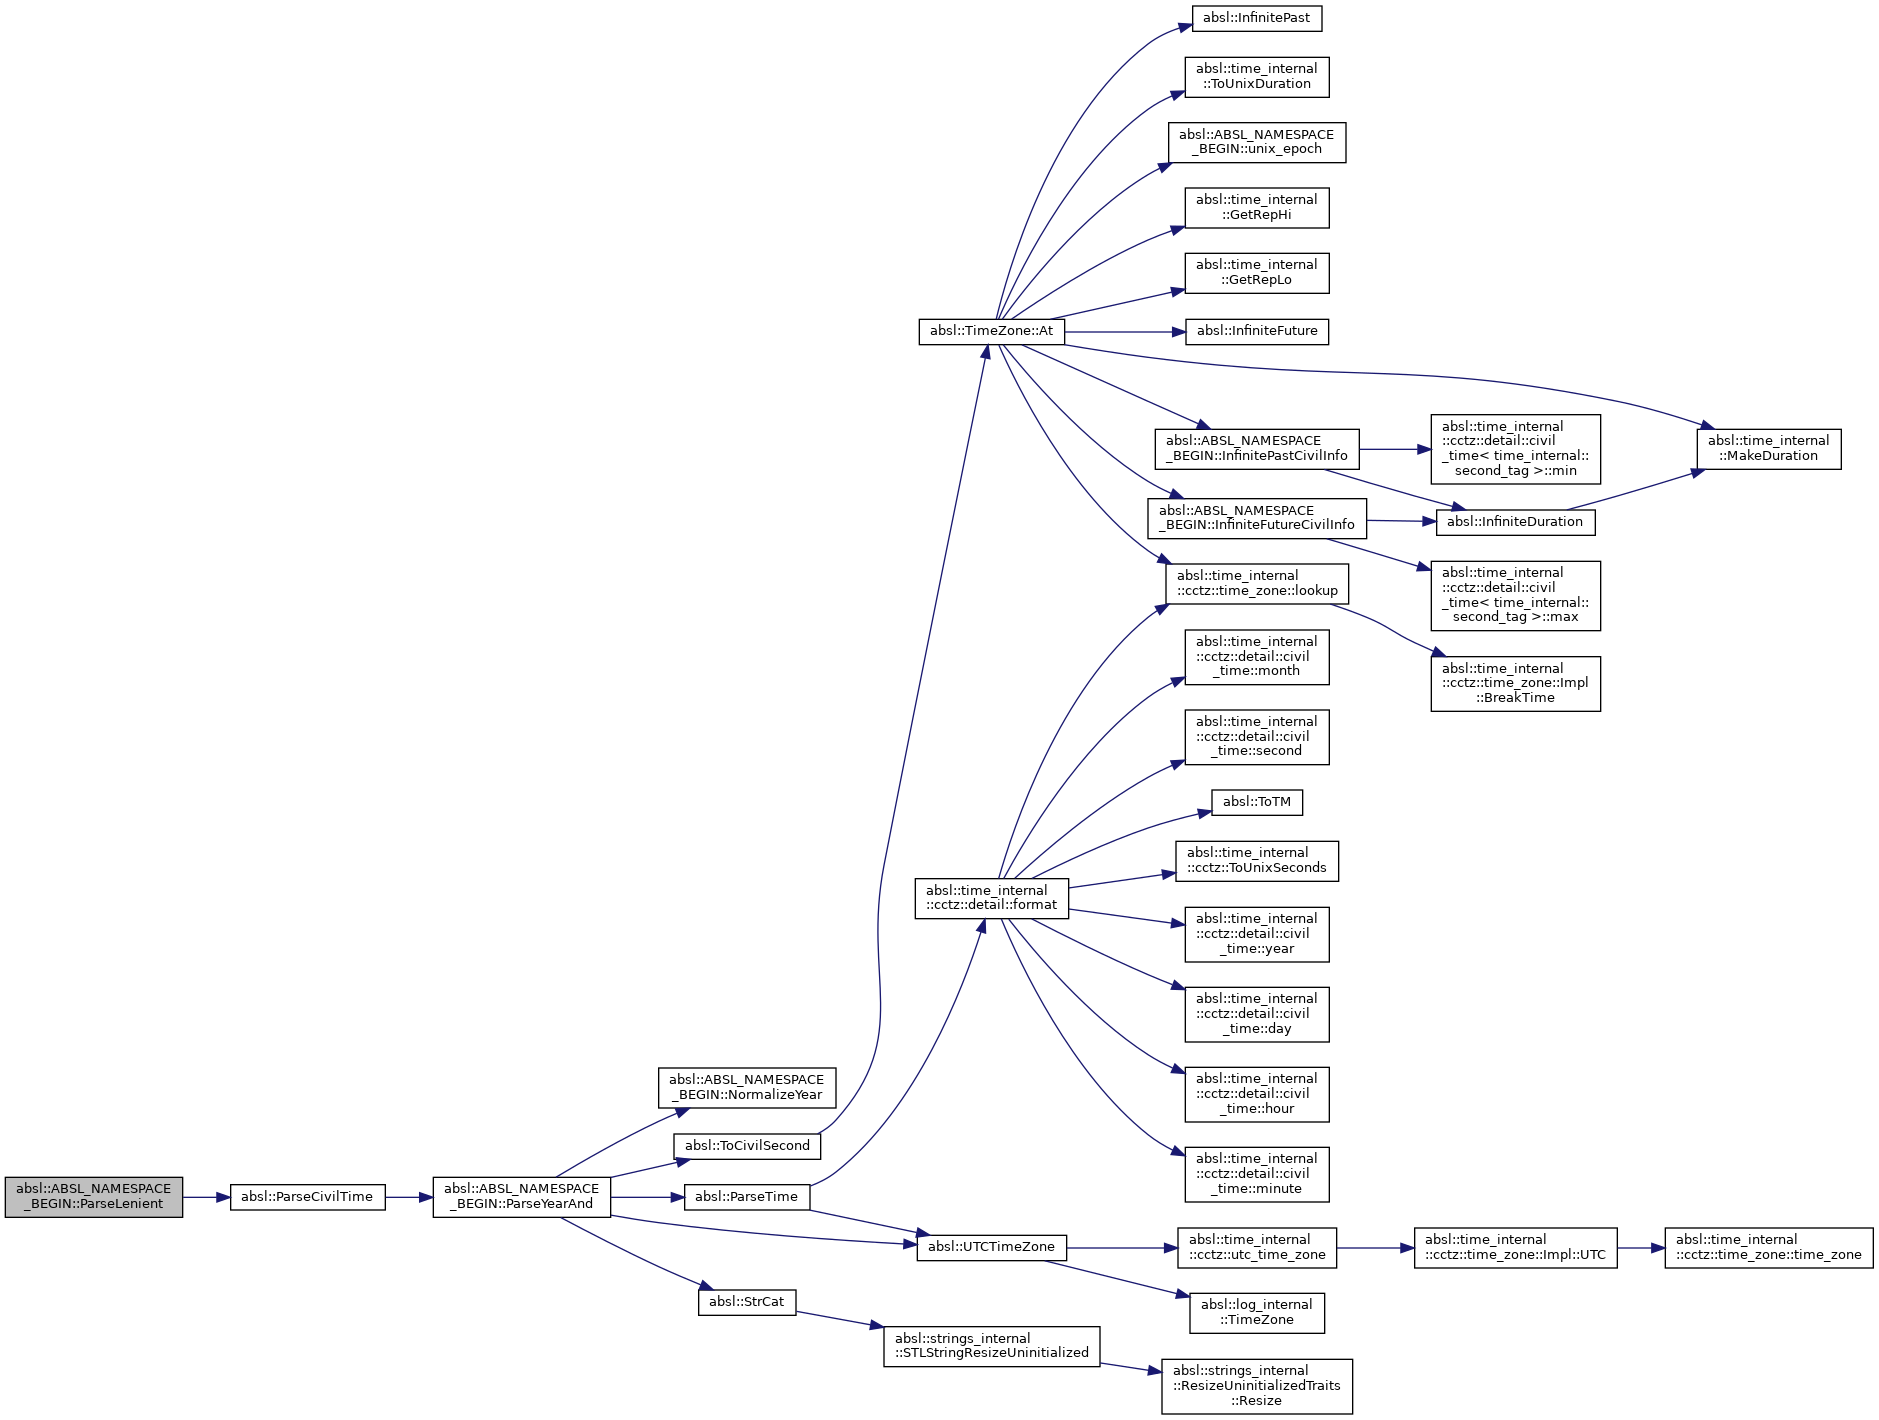 absl::InfinitePast
absl::time_internal
::ToUnixDuration
absl::ABSL_NAMESPACE
_BEGIN::unix_epoch
absl::time_internal
::GetRepHi
absl::time_internal
::GetRepLo
absl::TimeZone::At
absl::InfiniteFuture
absl::ABSL_NAMESPACE
_BEGIN::InfinitePastCivilInfo
absl::time_internal
::cctz::detail::civil
_time< time_internal::
second_tag >::min
absl::time_internal
::MakeDuration
absl::ABSL_NAMESPACE
_BEGIN::InfiniteFutureCivilInfo
absl::InfiniteDuration
absl::time_internal
::cctz::time_zone::lookup
absl::time_internal
::cctz::detail::civil
_time< time_internal::
second_tag >::max
absl::time_internal
::cctz::detail::civil
_time::month
absl::time_internal
::cctz::time_zone::Impl
::BreakTime
absl::time_internal
::cctz::detail::civil
_time::second
absl::ToTM
absl::time_internal
::cctz::ToUnixSeconds
absl::time_internal
::cctz::detail::format
absl::time_internal
::cctz::detail::civil
_time::year
absl::time_internal
::cctz::detail::civil
_time::day
absl::time_internal
::cctz::detail::civil
_time::hour
absl::ABSL_NAMESPACE
_BEGIN::NormalizeYear
absl::ToCivilSecond
absl::time_internal
::cctz::detail::civil
_time::minute
absl::ABSL_NAMESPACE
_BEGIN::ParseLenient
absl::ParseCivilTime
absl::ABSL_NAMESPACE
_BEGIN::ParseYearAnd
absl::ParseTime
absl::UTCTimeZone
absl::time_internal
::cctz::utc_time_zone
absl::time_internal
::cctz::time_zone::Impl::UTC
absl::time_internal
::cctz::time_zone::time_zone
absl::StrCat
absl::log_internal
::TimeZone
absl::strings_internal
::STLStringResizeUninitialized
absl::strings_internal
::ResizeUninitializedTraits
::Resize